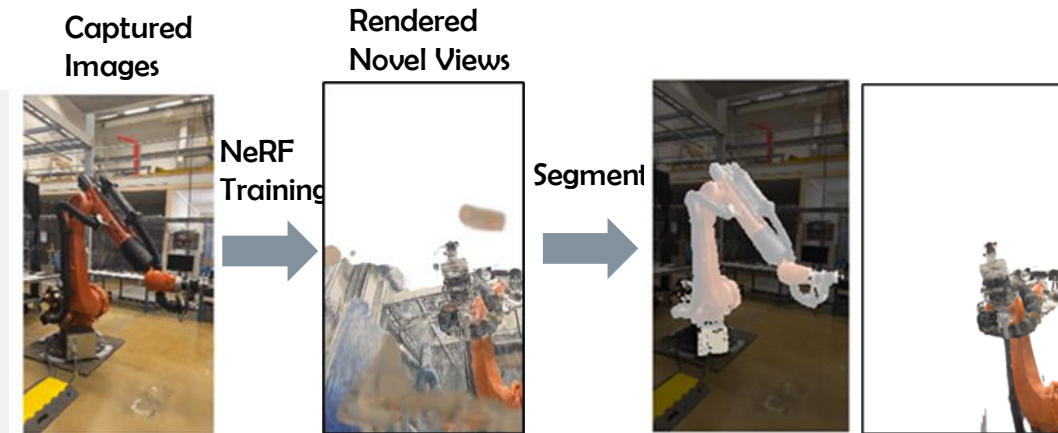 Captured
Images
Rendered
Novel Views
NeRF
Training
Segment